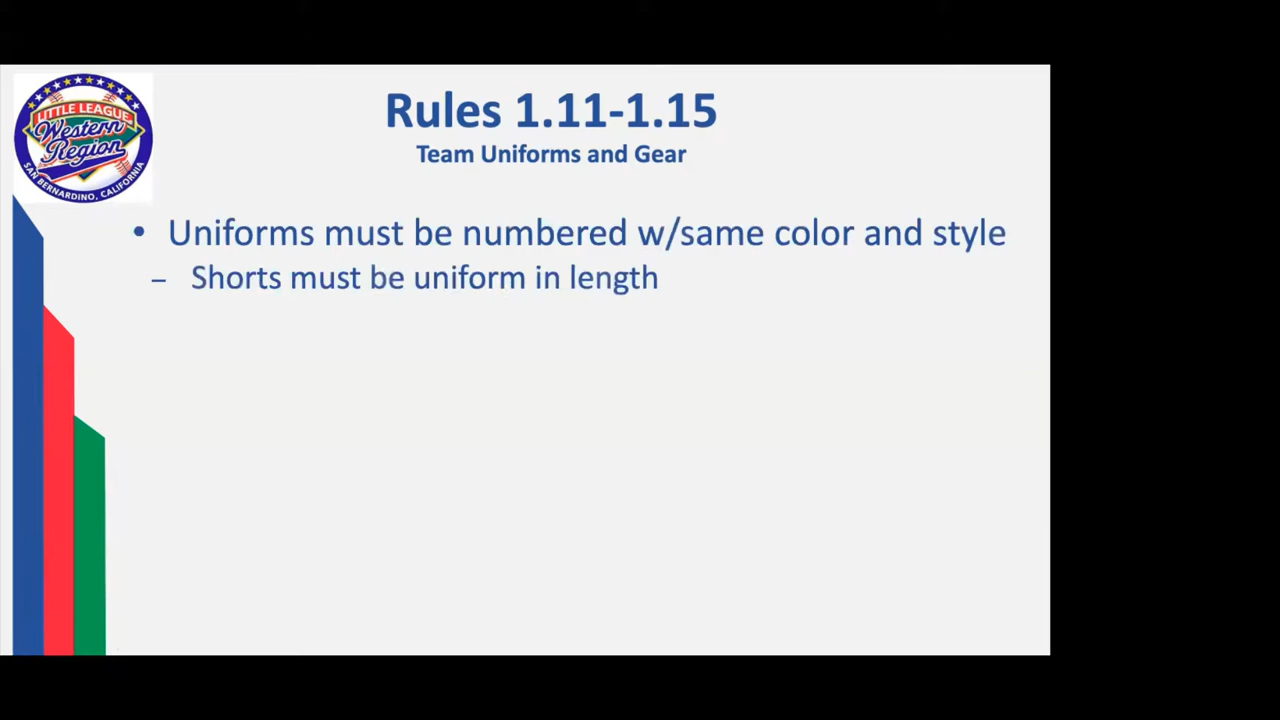 LITTLE LEAGUE
Western
Region
SAN BERNARDINO, CALIFORNIA
Rules 1.11-1.15
Team Uniforms and Gear
• Uniforms must be numbered w/same color and style
– Shorts must be uniform in length